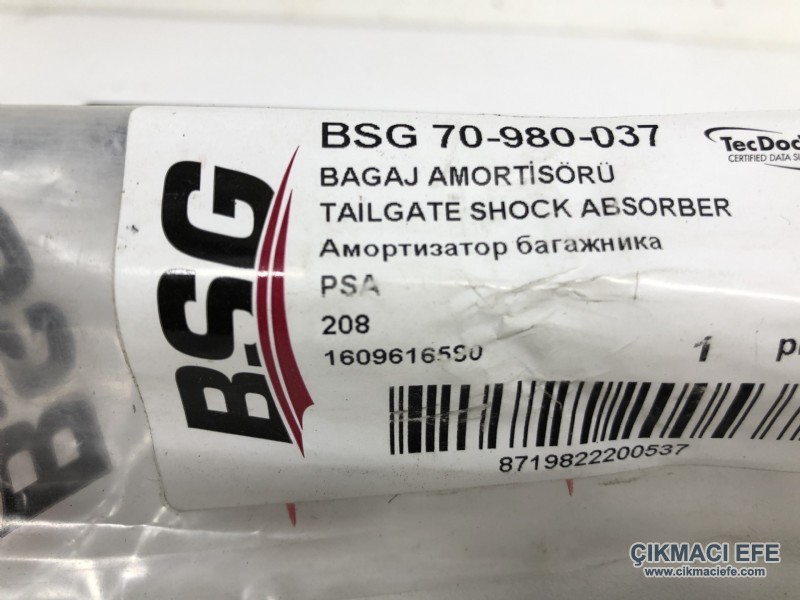 BSG
BSG 70-980-037
TecDoc
CERTIFIED DATA
BAGAJ AMORTİSÖRÜ
TAILGATE SHOCK ABSORBER
Амортизатор багажника
PSA
208
1
8719822200537
ÇIKMACI EFE
www.cikmaciefe.com